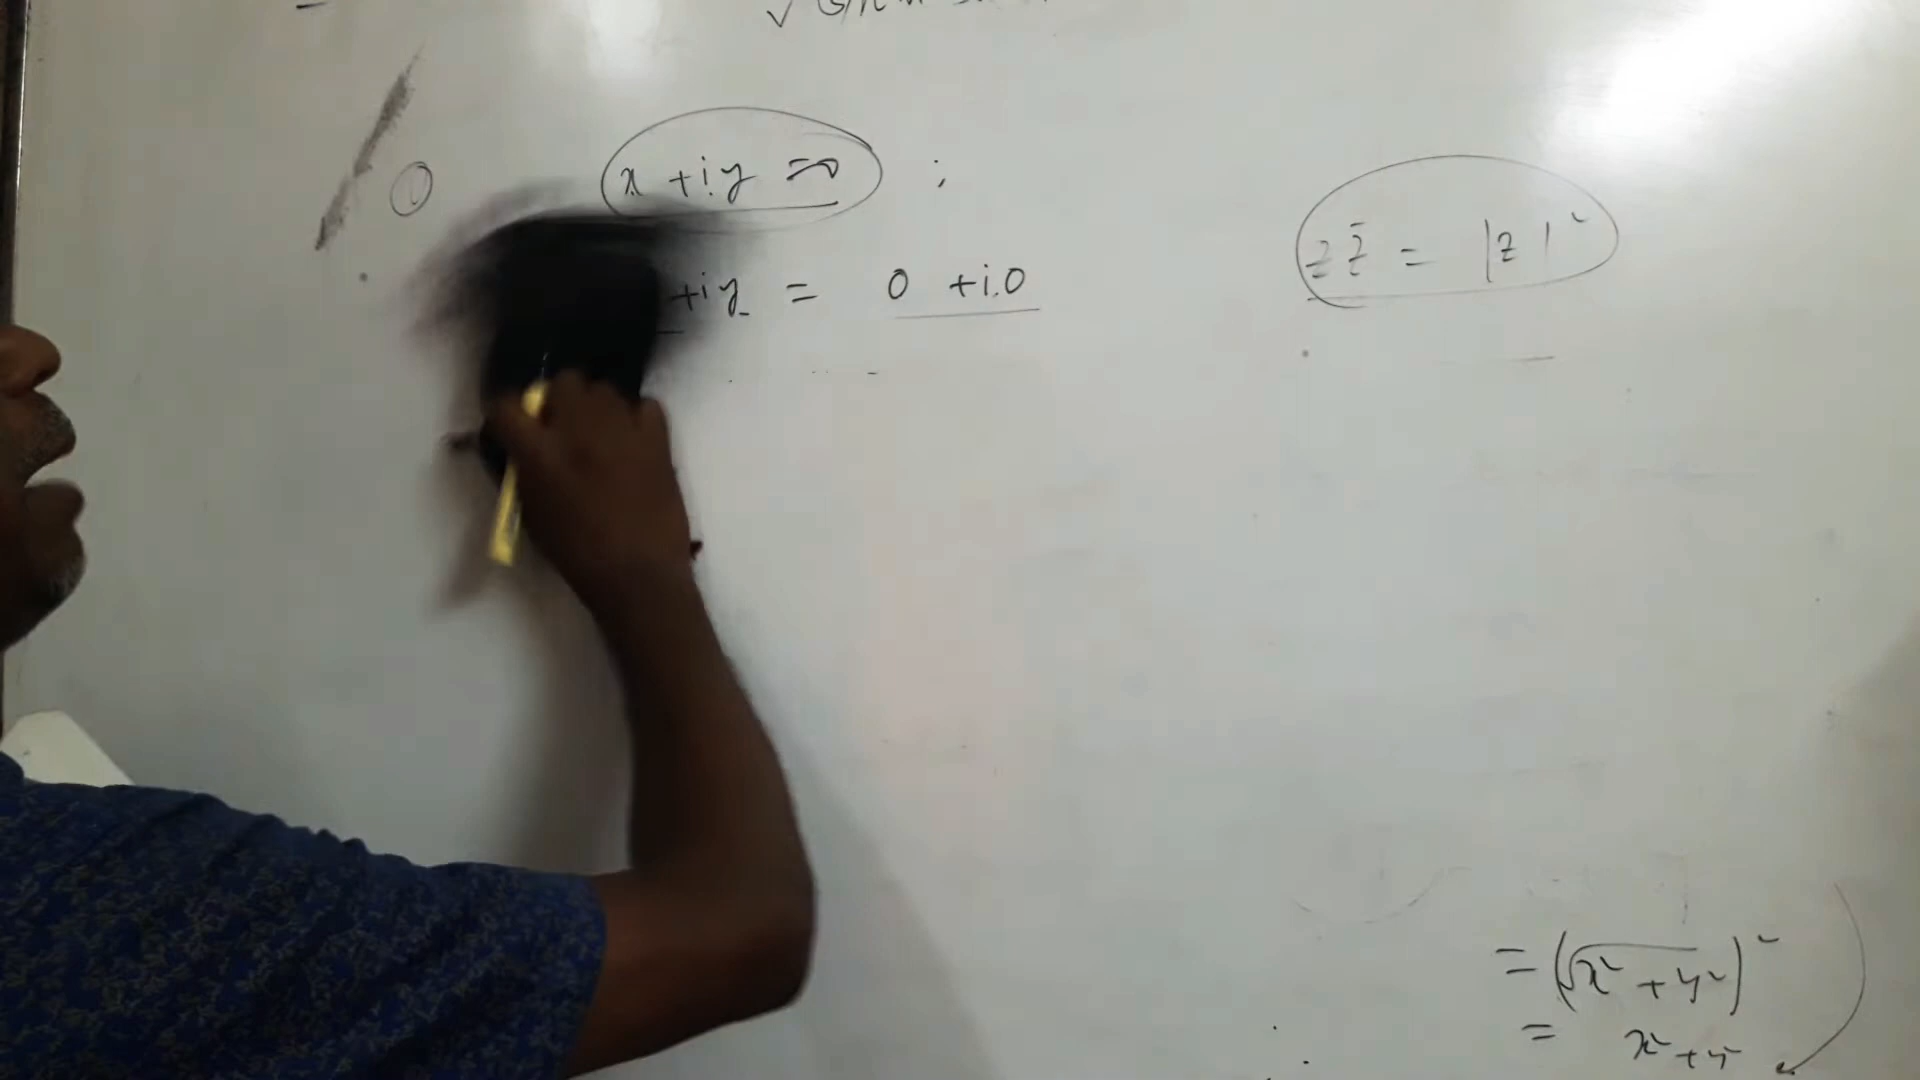 ① x + iy = 0 ;
+ iy = 0 + i.0
z z̄ = |z|²
= (√x² + y²)²
= x² + y²